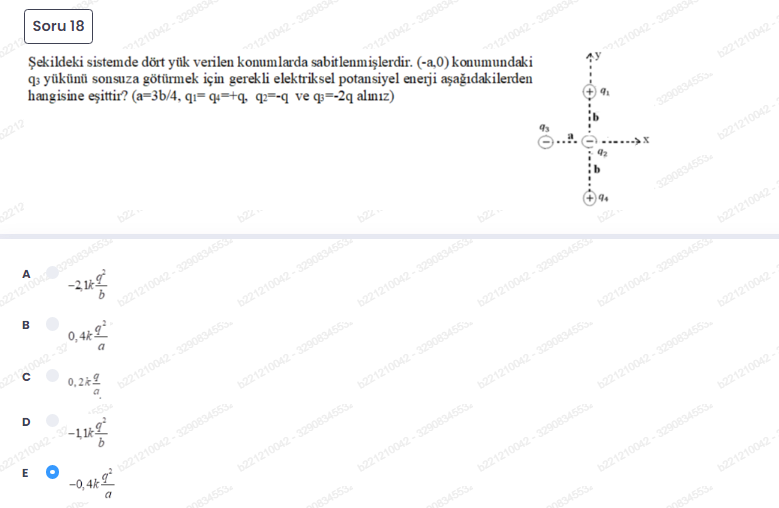 Soru 18
Şekildeki sistemde dört yük verilen konumlarda sabitlenmişlerdir. (-a,0) konumundaki
q₃ yükünü sonsuza götürmek için gerekli elektriksel potansiyel enerji aşağıdakilerden
hangisine eşittir? (a=3b/4, q₁= q₄=+q, q₂=-q ve q₃=-2q alınız)
y
+ q₁
b
q₃
− a − x
q₂
b
+ q₄
A −2,1k q²/b
B 0,4k q²/a
C 0,2k q/a
D −1,1k q²/b
E −0,4k q²/a
b221210042 - 3290834553